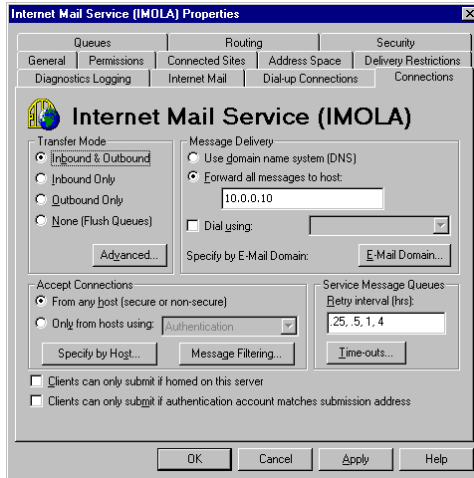 Internet Mail Service (IMOLA) Properties
Queues Routing Security
General Permissions Connected Sites Address Space Delivery Restrictions
Diagnostics Logging Internet Mail Dial-up Connections Connections
Internet Mail Service (IMOLA)
Transfer Mode
Inbound & Outbound
Inbound Only
Outbound Only
None (Flush Queues)
Advanced...
Message Delivery
Use domain name system (DNS)
Forward all messages to host:
10.0.0.10
Dial using:
Specify by E-Mail Domain: E-Mail Domain...
Accept Connections
From any host (secure or non-secure)
Only from hosts using: Authentication
Specify by Host... Message Filtering...
Service Message Queues
Retry interval (hrs):
.25, .5, 1, 4
Time-outs...
Clients can only submit if homed on this server
Clients can only submit if authentication account matches submission address
OK Cancel Apply Help